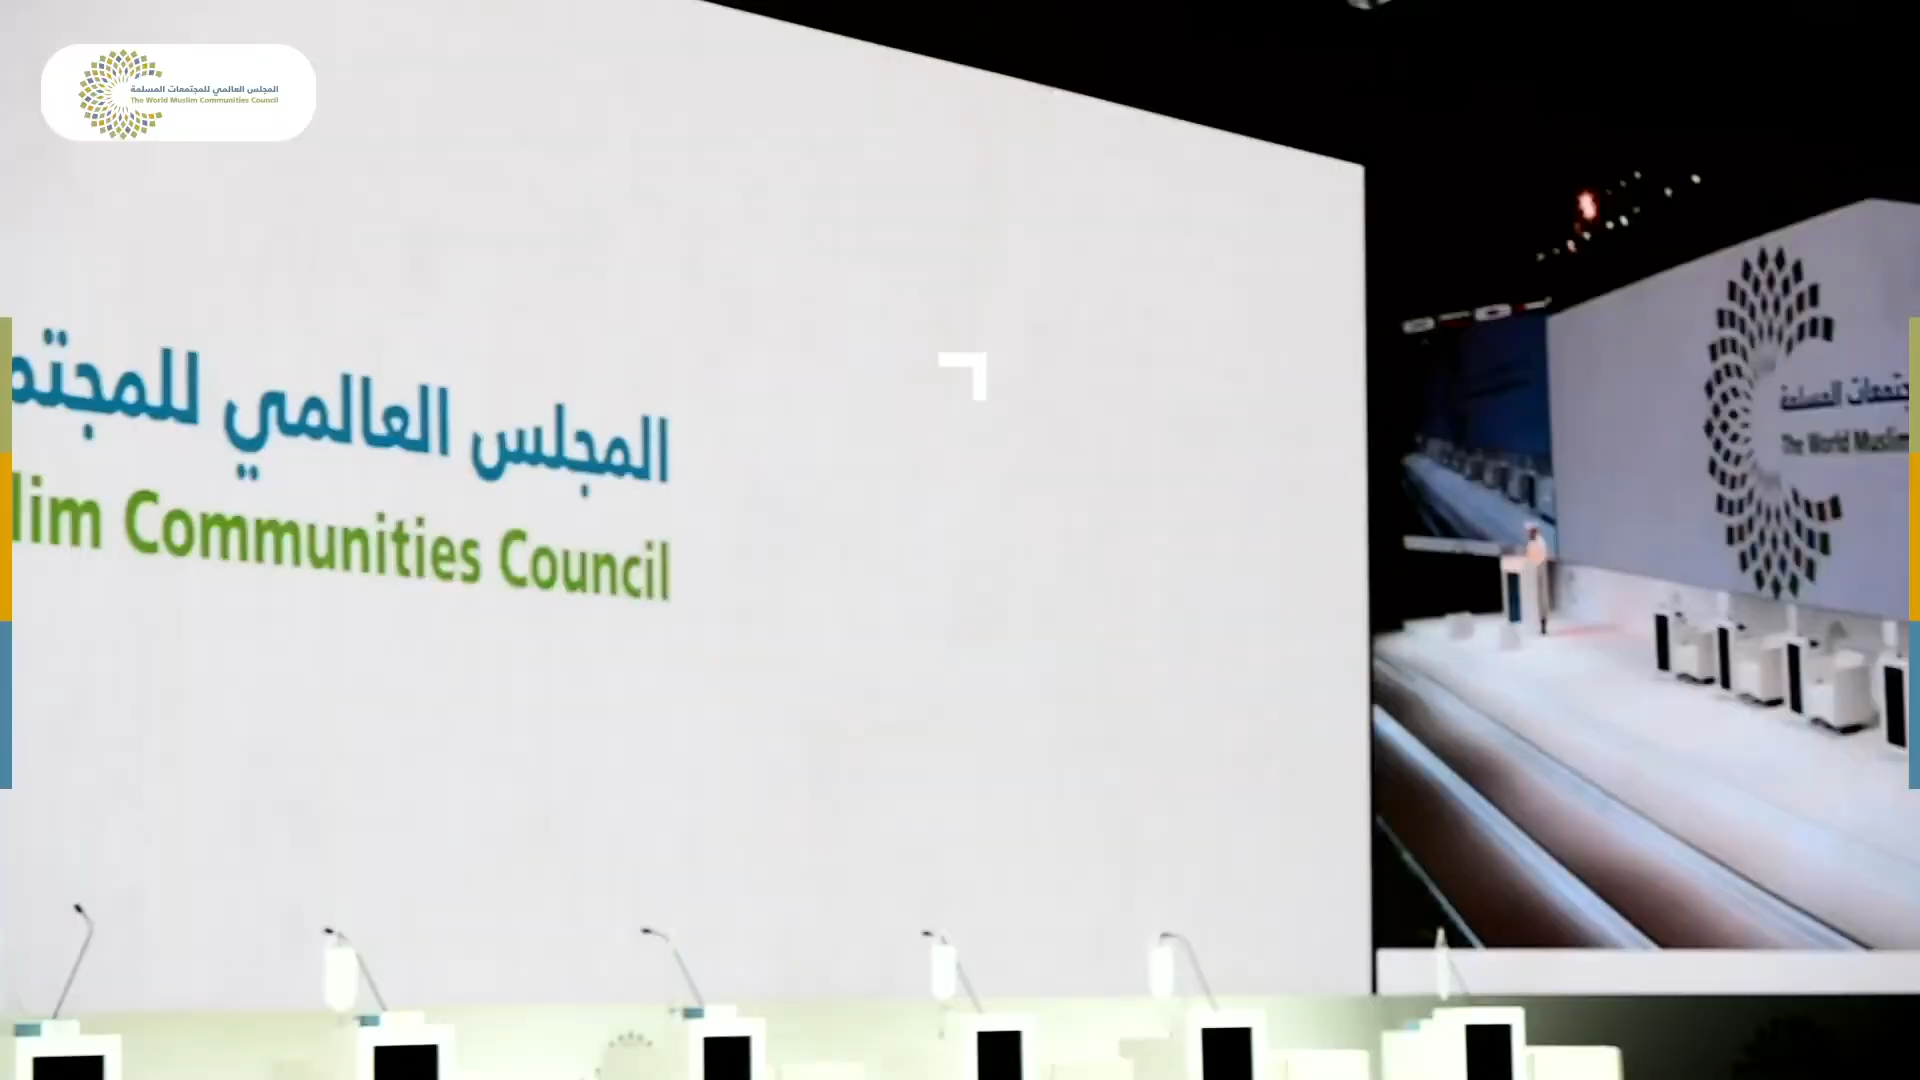 المجلس العالمي للمجتمعات المسلمة
The World Muslim Communities Council
المجلس العالمي للمجتم
lim Communities Council
جتمعات المسلمة
The World Muslim